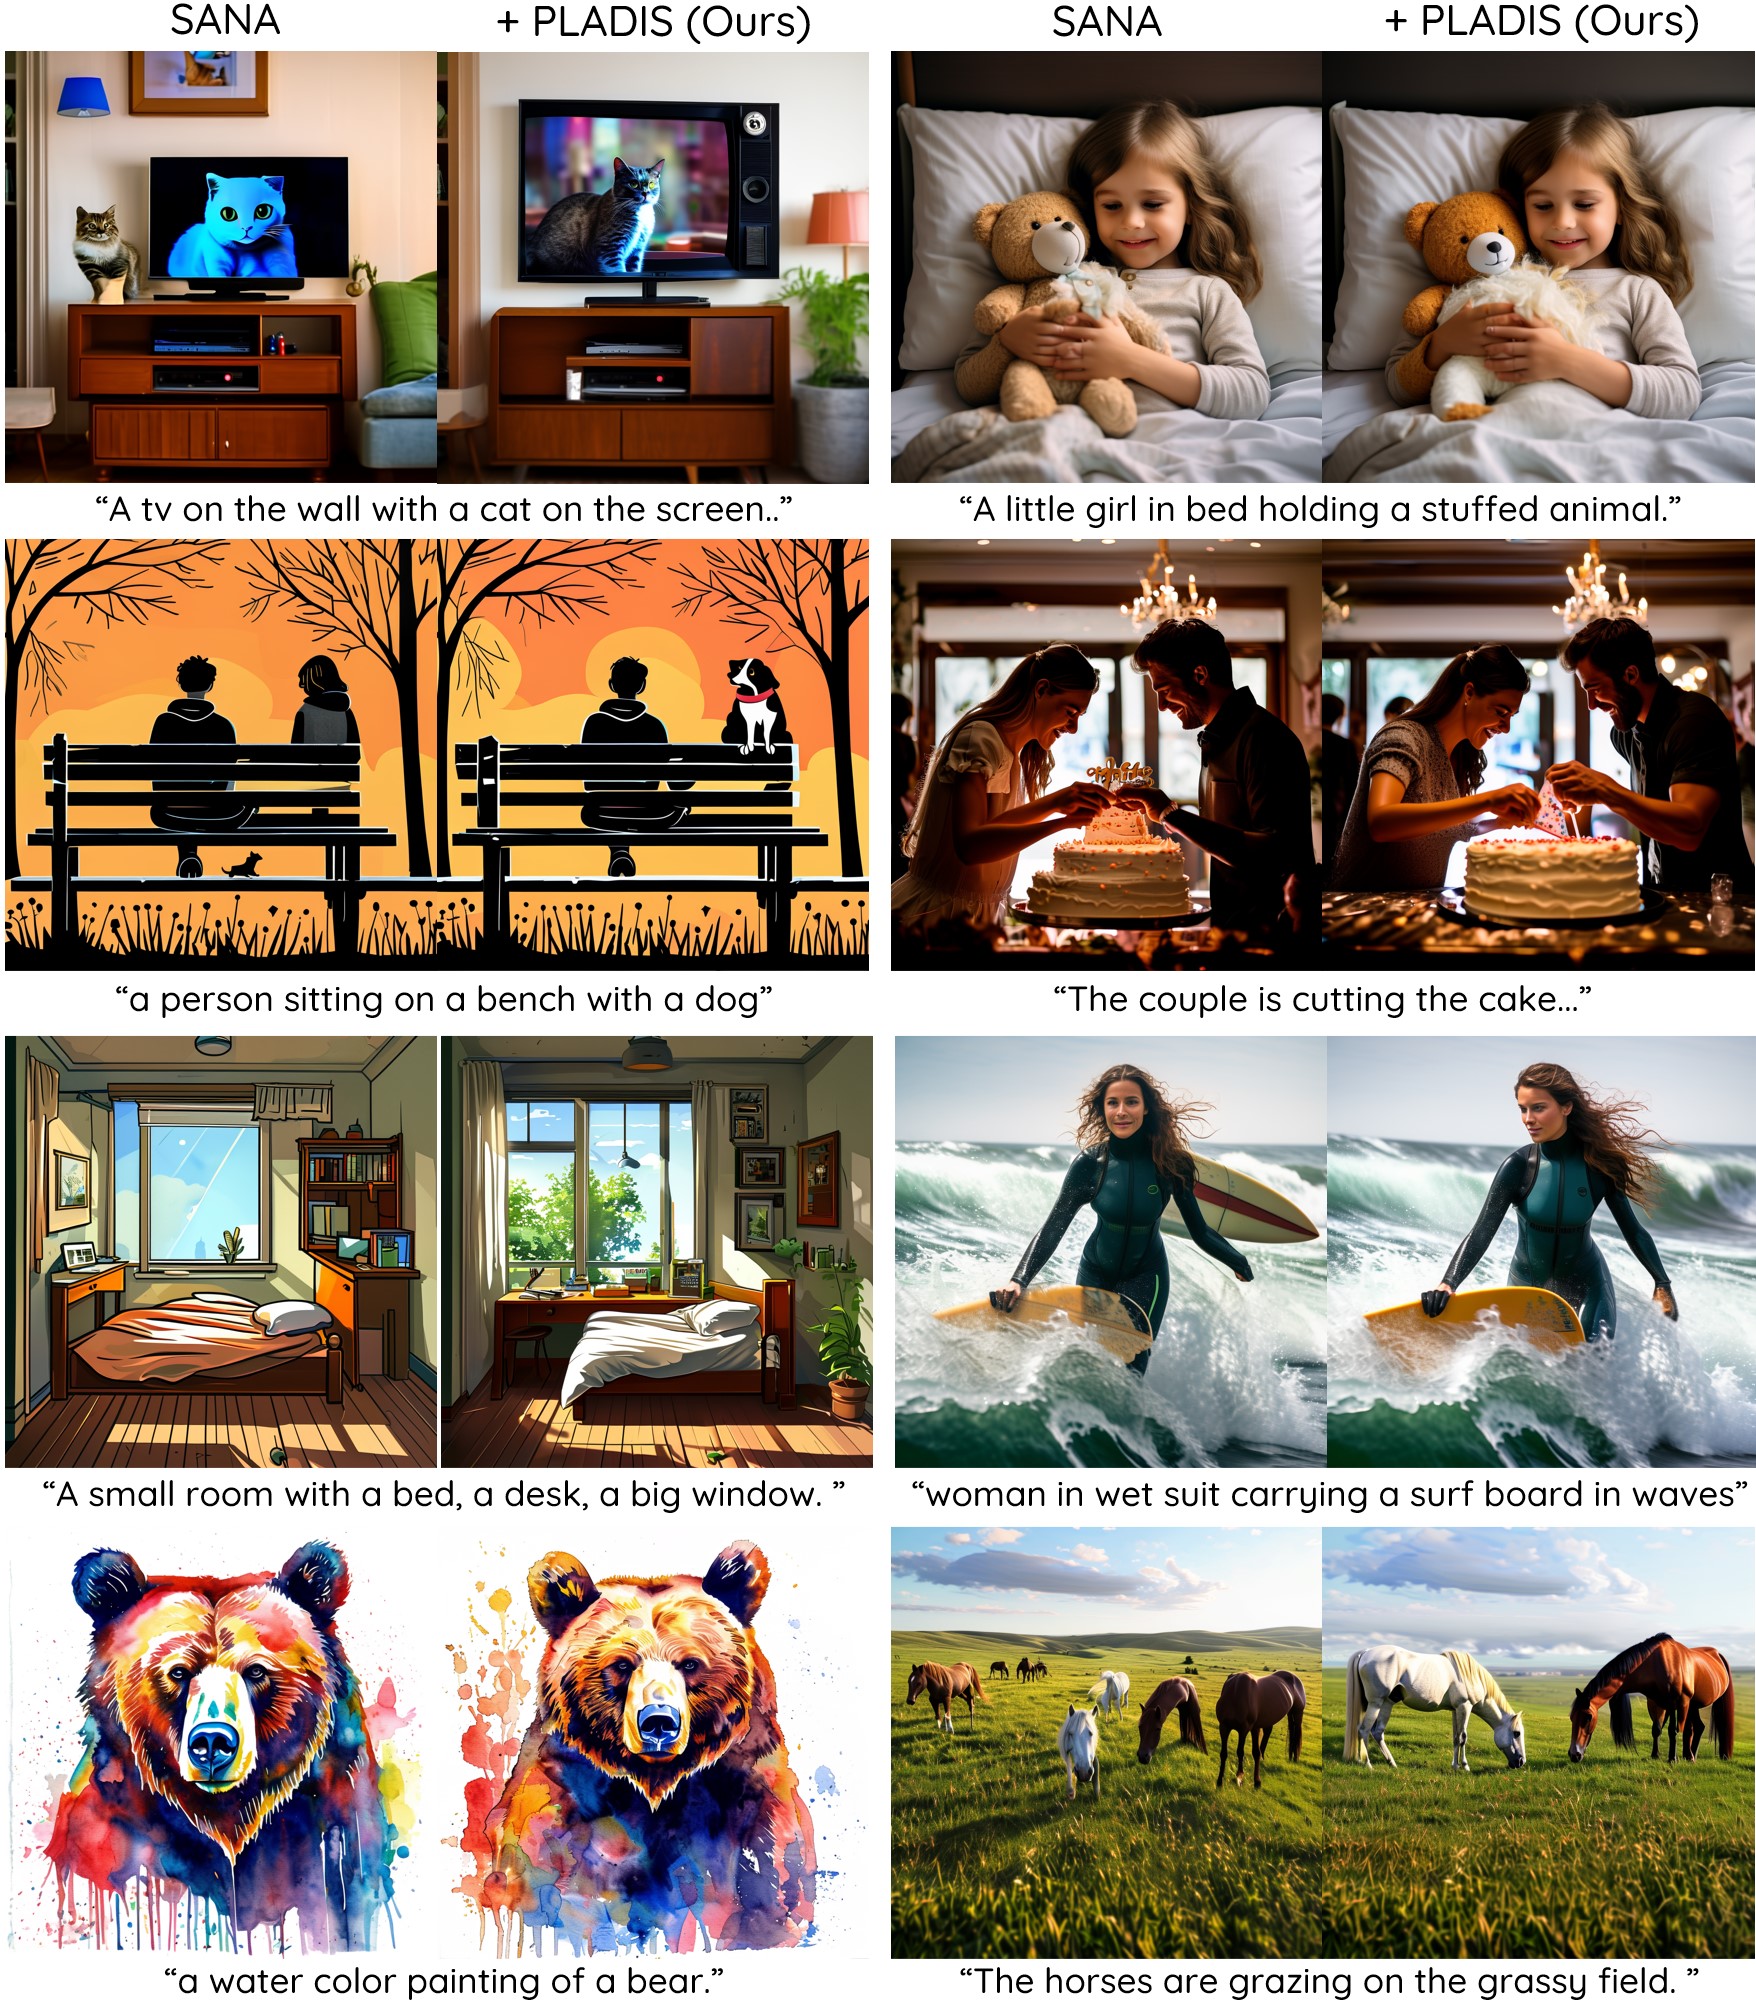 SANA + PLADIS (Ours) SANA + PLADIS (Ours)
“A tv on the wall with a cat on the screen..” “A little girl in bed holding a stuffed animal.”
“a person sitting on a bench with a dog” “The couple is cutting the cake...”
“A small room with a bed, a desk, a big window. ” “woman in wet suit carrying a surf board in waves”
“a water color painting of a bear.” “The horses are grazing on the grassy field. ”